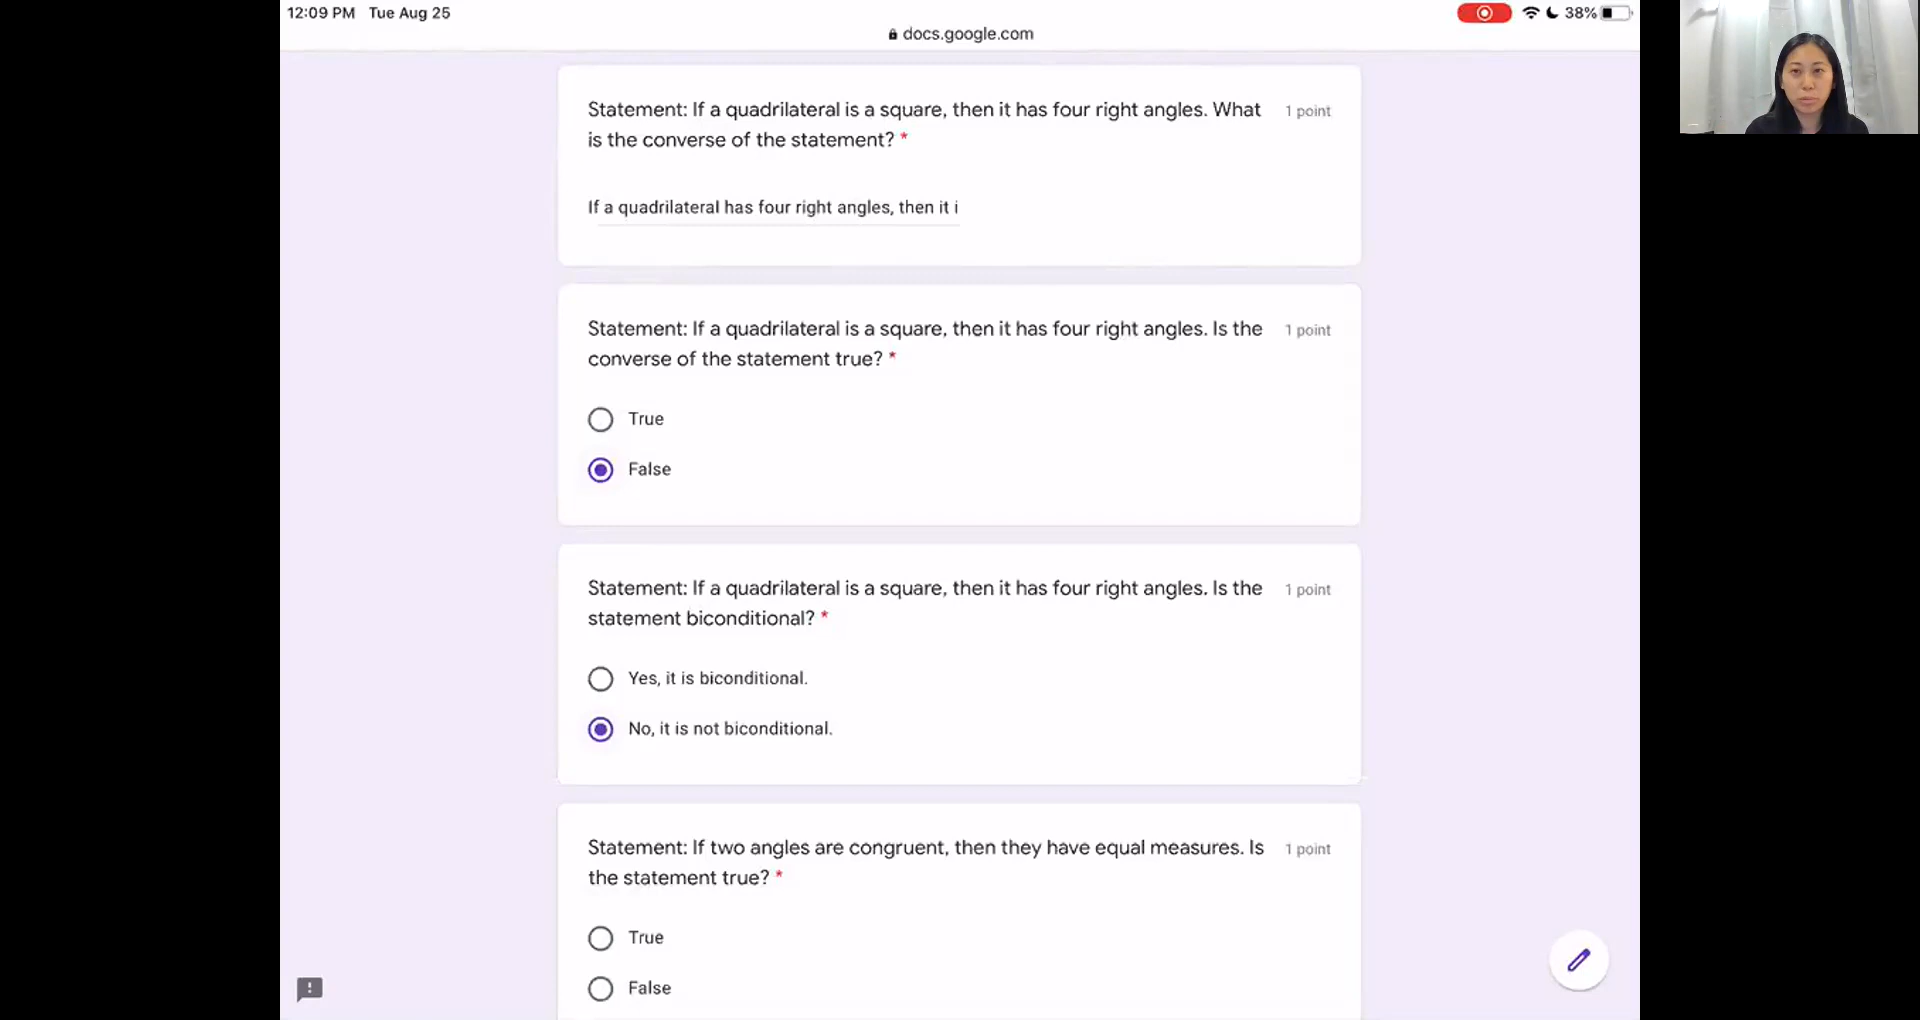 12:09 PM Tue Aug 25
38%
docs.google.com
Statement: If a quadrilateral is a square, then it has four right angles. What
1 point
is the converse of the statement? *
If a quadrilateral has four right angles, then it i
Statement: If a quadrilateral is a square, then it has four right angles. Is the
1 point
converse of the statement true? *
True
False
Statement: If a quadrilateral is a square, then it has four right angles. Is the
1 point
statement biconditional? *
Yes, it is biconditional.
No, it is not biconditional.
Statement: If two angles are congruent, then they have equal measures. Is
1 point
the statement true? *
True
False